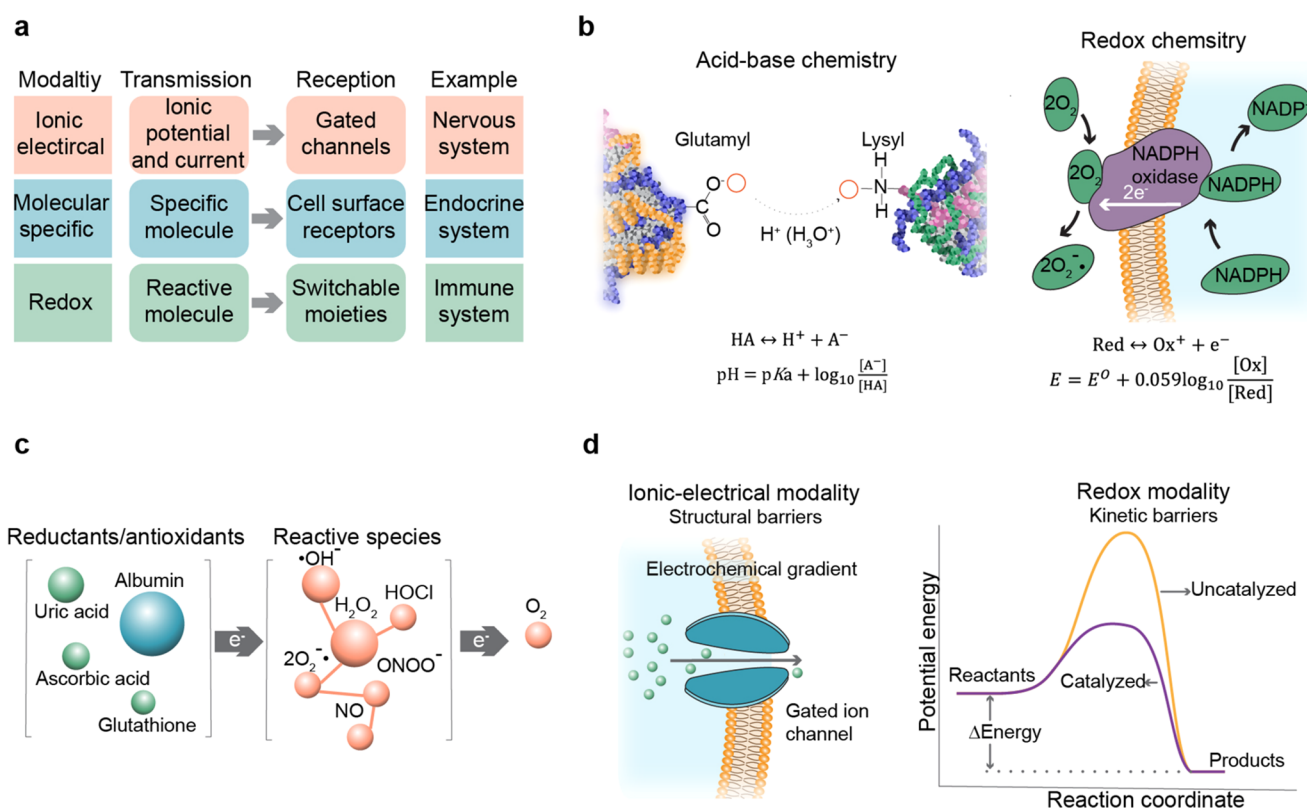 a
Modaltiy Transmission Reception Example
Ionic
electircal
Ionic
potential
and current
Gated
channels
Nervous
system
Molecular
specific
Specific
molecule
Cell surface
receptors
Endocrine
system
Redox
Reactive
molecule
Switchable
moieties
Immune
system
b
Acid-base chemistry
Glutamyl
Lysyl
O⁻
C
O
H
N
H
H⁺ (H₃O⁺)
HA ↔ H⁺ + A⁻
pH = pKa + log₁₀ [A⁻]/[HA]
Redox chemsitry
2O₂
2O₂
2O₂⁻•
NADPH
oxidase
2e⁻
NADP⁺
NADPH
NADPH
Red ↔ Ox⁺ + e⁻
E = Eᴼ + 0.059log₁₀ [Ox]/[Red]
c
Reductants/antioxidants
Uric acid
Albumin
Ascorbic acid
Glutathione
e⁻
Reactive species
•OH⁻
H₂O₂
HOCl
2O₂⁻•
ONOO⁻
NO
e⁻
O₂
d
Ionic-electrical modality
Structural barriers
Electrochemical gradient
Gated ion
channel
Redox modality
Kinetic barriers
Potential energy
Uncatalyzed
Reactants
Catalyzed
ΔEnergy
Products
Reaction coordinate